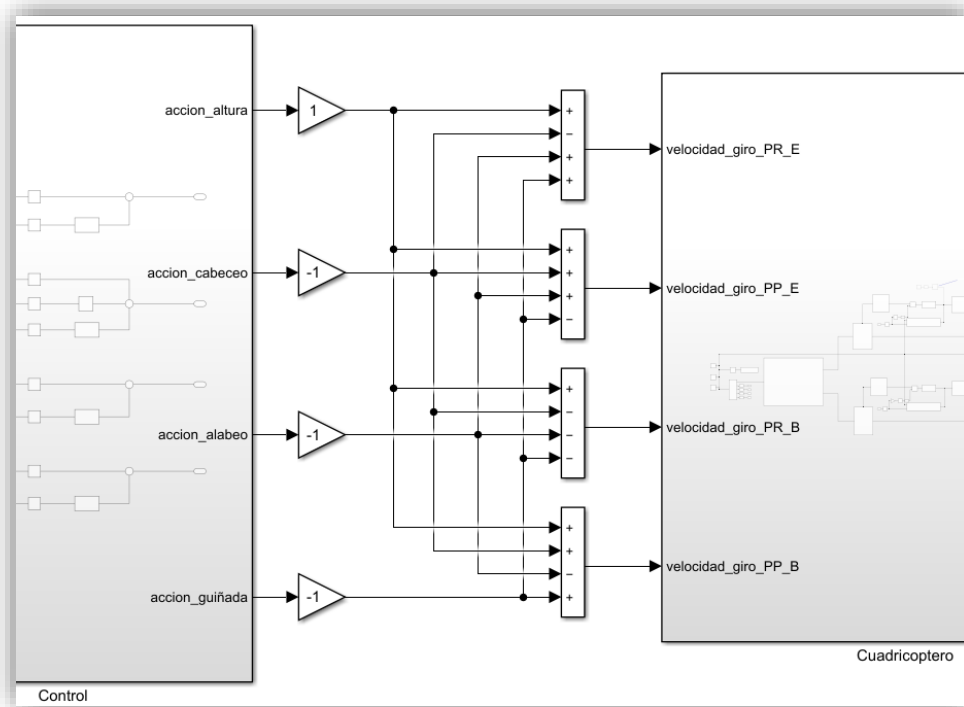 accion_altura
1
+
−
+
+
velocidad_giro_PR_E
accion_cabeceo
-1
+
+
+
−
velocidad_giro_PP_E
accion_alabeo
-1
+
−
−
−
velocidad_giro_PR_B
accion_guiñada
-1
+
+
−
+
velocidad_giro_PP_B
Cuadricoptero
Control